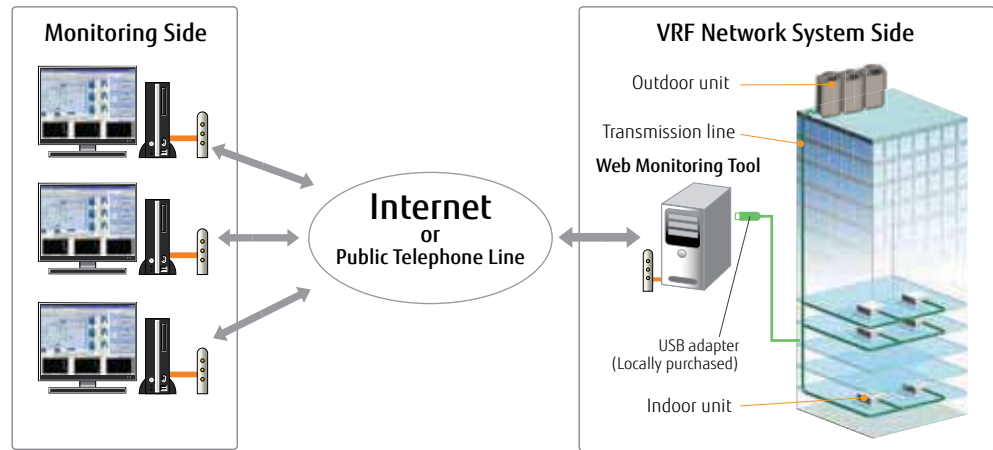 Monitoring Side
Internet
or
Public Telephone Line
VRF Network System Side
Outdoor unit
Transmission line
Web Monitoring Tool
USB adapter
(Locally purchased)
Indoor unit